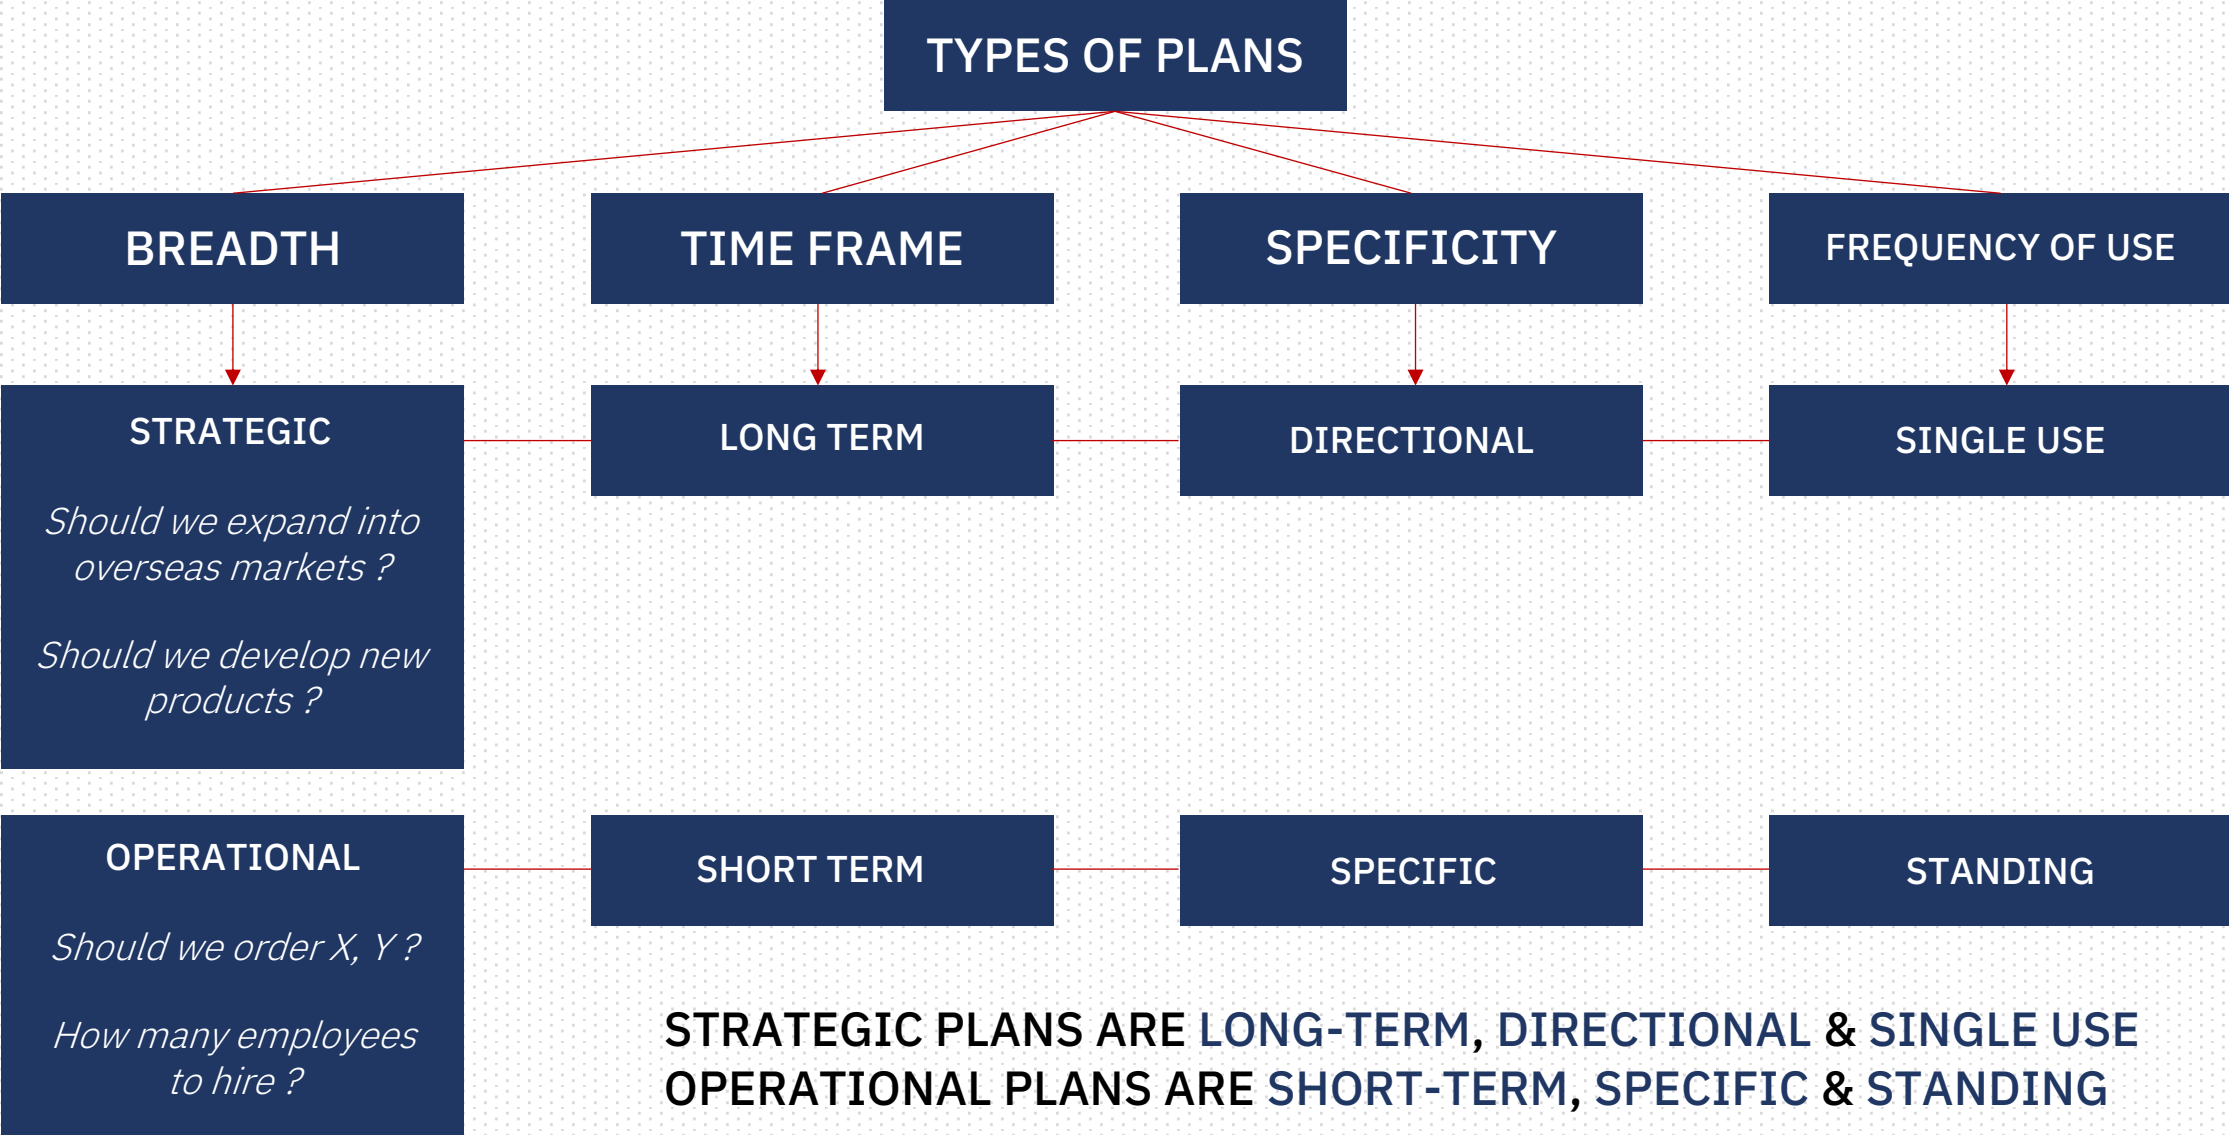 TYPES OF PLANS
BREADTH
TIME FRAME
SPECIFICITY
FREQUENCY OF USE
STRATEGIC
Should we expand into
overseas markets ?
Should we develop new
products ?
LONG TERM
DIRECTIONAL
SINGLE USE
OPERATIONAL
Should we order X, Y ?
How many employees
to hire ?
SHORT TERM
SPECIFIC
STANDING
STRATEGIC PLANS ARE LONG-TERM, DIRECTIONAL & SINGLE USE
OPERATIONAL PLANS ARE SHORT-TERM, SPECIFIC & STANDING